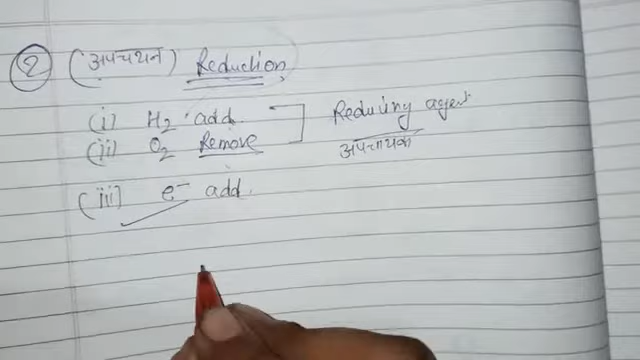 2 (अपचयन) Reduction
(i) H2 add Reducing agent
(ii) O2 Remove अपचायक
(iii) e- add